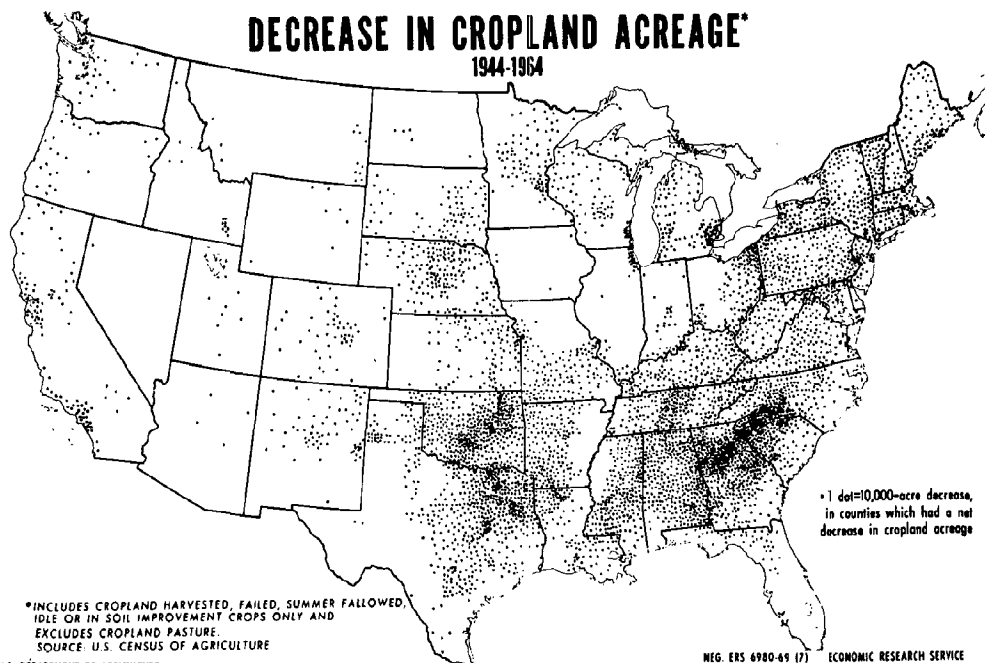 DECREASE IN CROPLAND ACREAGE*
1944-1964
• 1 dot=10,000-acre decrease,
in counties which had a net
decrease in cropland acreage
*INCLUDES CROPLAND HARVESTED, FAILED, SUMMER FALLOWED,
IDLE OR IN SOIL IMPROVEMENT CROPS ONLY AND
EXCLUDES CROPLAND PASTURE.
SOURCE: U.S. CENSUS OF AGRICULTURE
NEG. ERS 6980-69 (7) ECONOMIC RESEARCH SERVICE